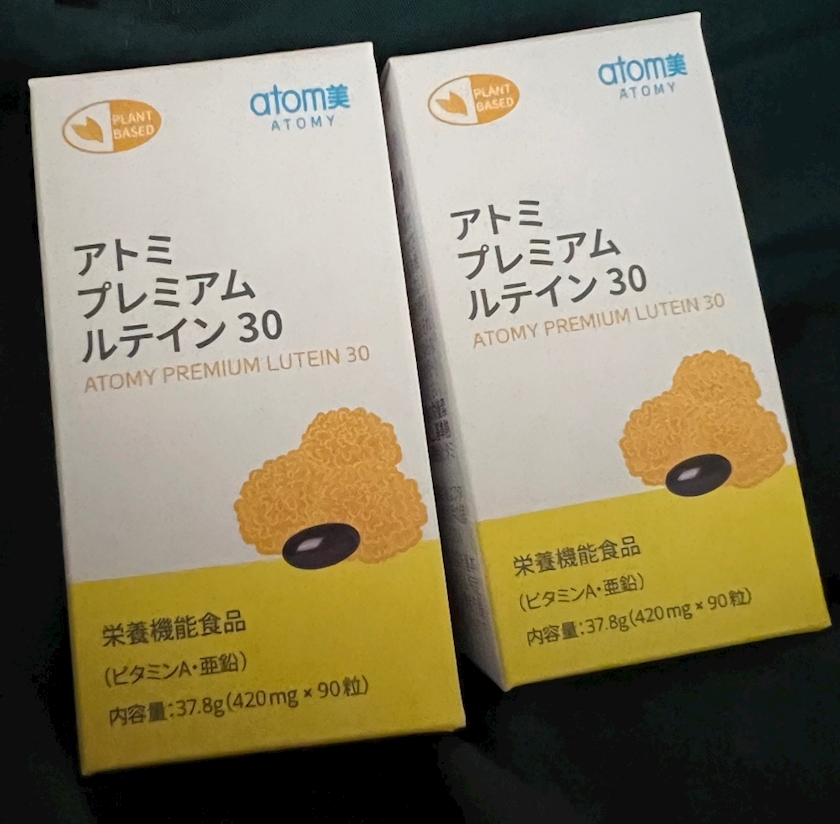 PLANT
BASED
atom美
ATOMY
アトミ
プレミアム
ルテイン 30
ATOMY PREMIUM LUTEIN 30
栄養機能食品
(ビタミンA・亜鉛)
内容量:37.8g(420mg×90粒)
PLANT
BASED
atom美
ATOMY
アトミ
プレミアム
ルテイン 30
ATOMY PREMIUM LUTEIN 30
栄養機能食品
(ビタミンA・亜鉛)
内容量:37.8g(420mg×90粒)